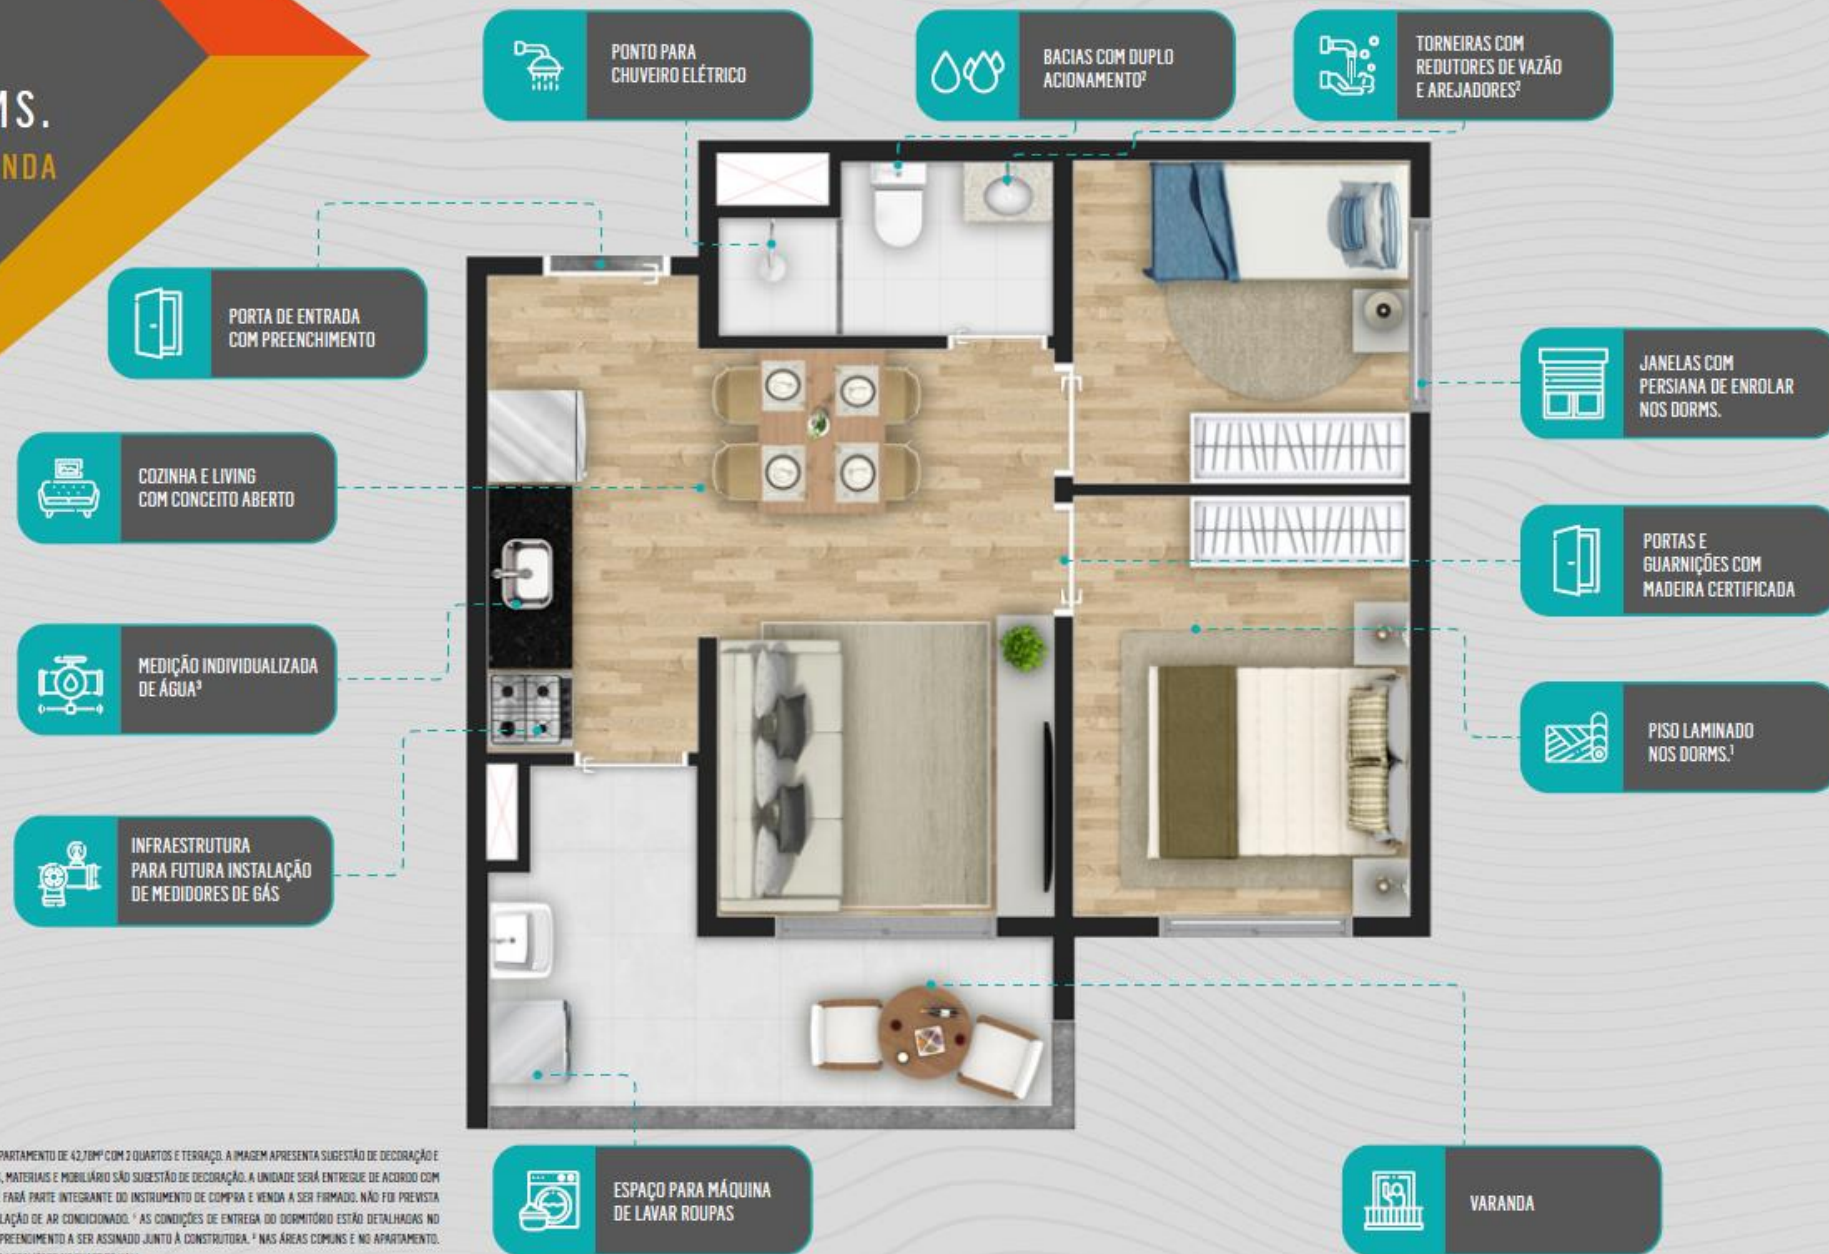 MS.
NDA
PONTO PARA
CHUVEIRO ELÉTRICO
BACIAS COM DUPLO
ACIONAMENTO²
TORNEIRAS COM
REDUTORES DE VAZÃO
E AREJADORES²
PORTA DE ENTRADA
COM PREENCHIMENTO
JANELAS COM
PERSIANA DE ENROLAR
NOS DORMS.
COZINHA E LIVING
COM CONCEITO ABERTO
PORTAS E
GUARNIÇÕES COM
MADEIRA CERTIFICADA
MEDIÇÃO INDIVIDUALIZADA
DE ÁGUA³
PISO LAMINADO
NOS DORMS.¹
INFRAESTRUTURA
PARA FUTURA INSTALAÇÃO
DE MEDIDORES DE GÁS
ESPAÇO PARA MÁQUINA
DE LAVAR ROUPAS
VARANDA
PARTAMENTO DE 42,78M² COM 2 QUARTOS E TERRAÇO. A IMAGEM APRESENTA SUGESTÃO DE DECORAÇÃO E
, MATERIAIS E MOBILIÁRIO SÃO SUGESTÃO DE DECORAÇÃO. A UNIDADE SERÁ ENTREGUE DE ACORDO COM
FARÁ PARTE INTEGRANTE DO INSTRUMENTO DE COMPRA E VENDA A SER FIRMADO. NÃO FOI PREVISTA
LAÇÃO DE AR CONDICIONADO. ¹ AS CONDIÇÕES DE ENTREGA DO DORMITÓRIO ESTÃO DETALHADAS NO
PREENDIMENTO A SER ASSINADO JUNTO À CONSTRUTORA. ² NAS ÁREAS COMUNS E NO APARTAMENTO.